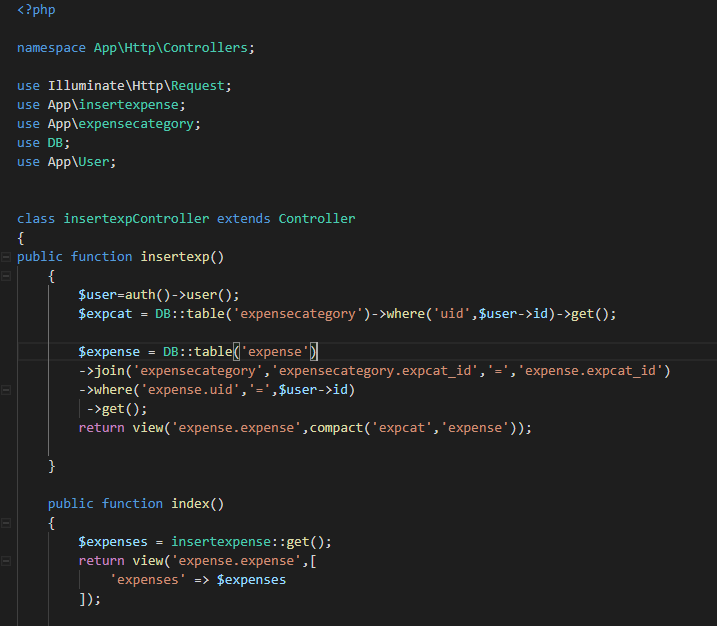 <?php
namespace App\Http\Controllers;
use Illuminate\Http\Request;
use App\insertexpense;
use App\expensecategory;
use DB;
use App\User;
class insertexpController extends Controller
{
public function insertexp()
{
$user=auth()->user();
$expcat = DB::table('expensecategory')->where('uid',$user->id)->get();
$expense = DB::table('expense')
->join('expensecategory','expensecategory.expcat_id','=','expense.expcat_id')
->where('expense.uid','=',$user->id)
->get();
return view('expense.expense',compact('expcat','expense'));
}
public function index()
{
$expenses = insertexpense::get();
return view('expense.expense',[
'expenses' => $expenses
]);